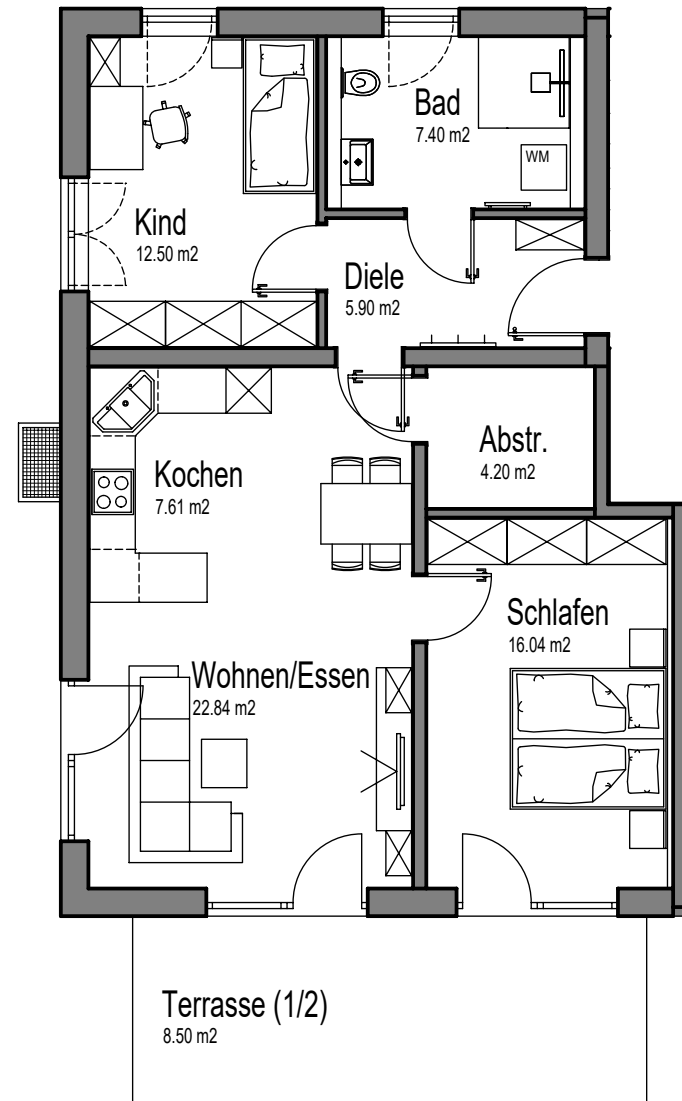 Bad
7.40 m2
WM
Kind
12.50 m2
Diele
5.90 m2
Kochen
7.61 m2
Abstr.
4.20 m2
Schlafen
16.04 m2
Wohnen/Essen
22.84 m2
Terrasse (1/2)
8.50 m2